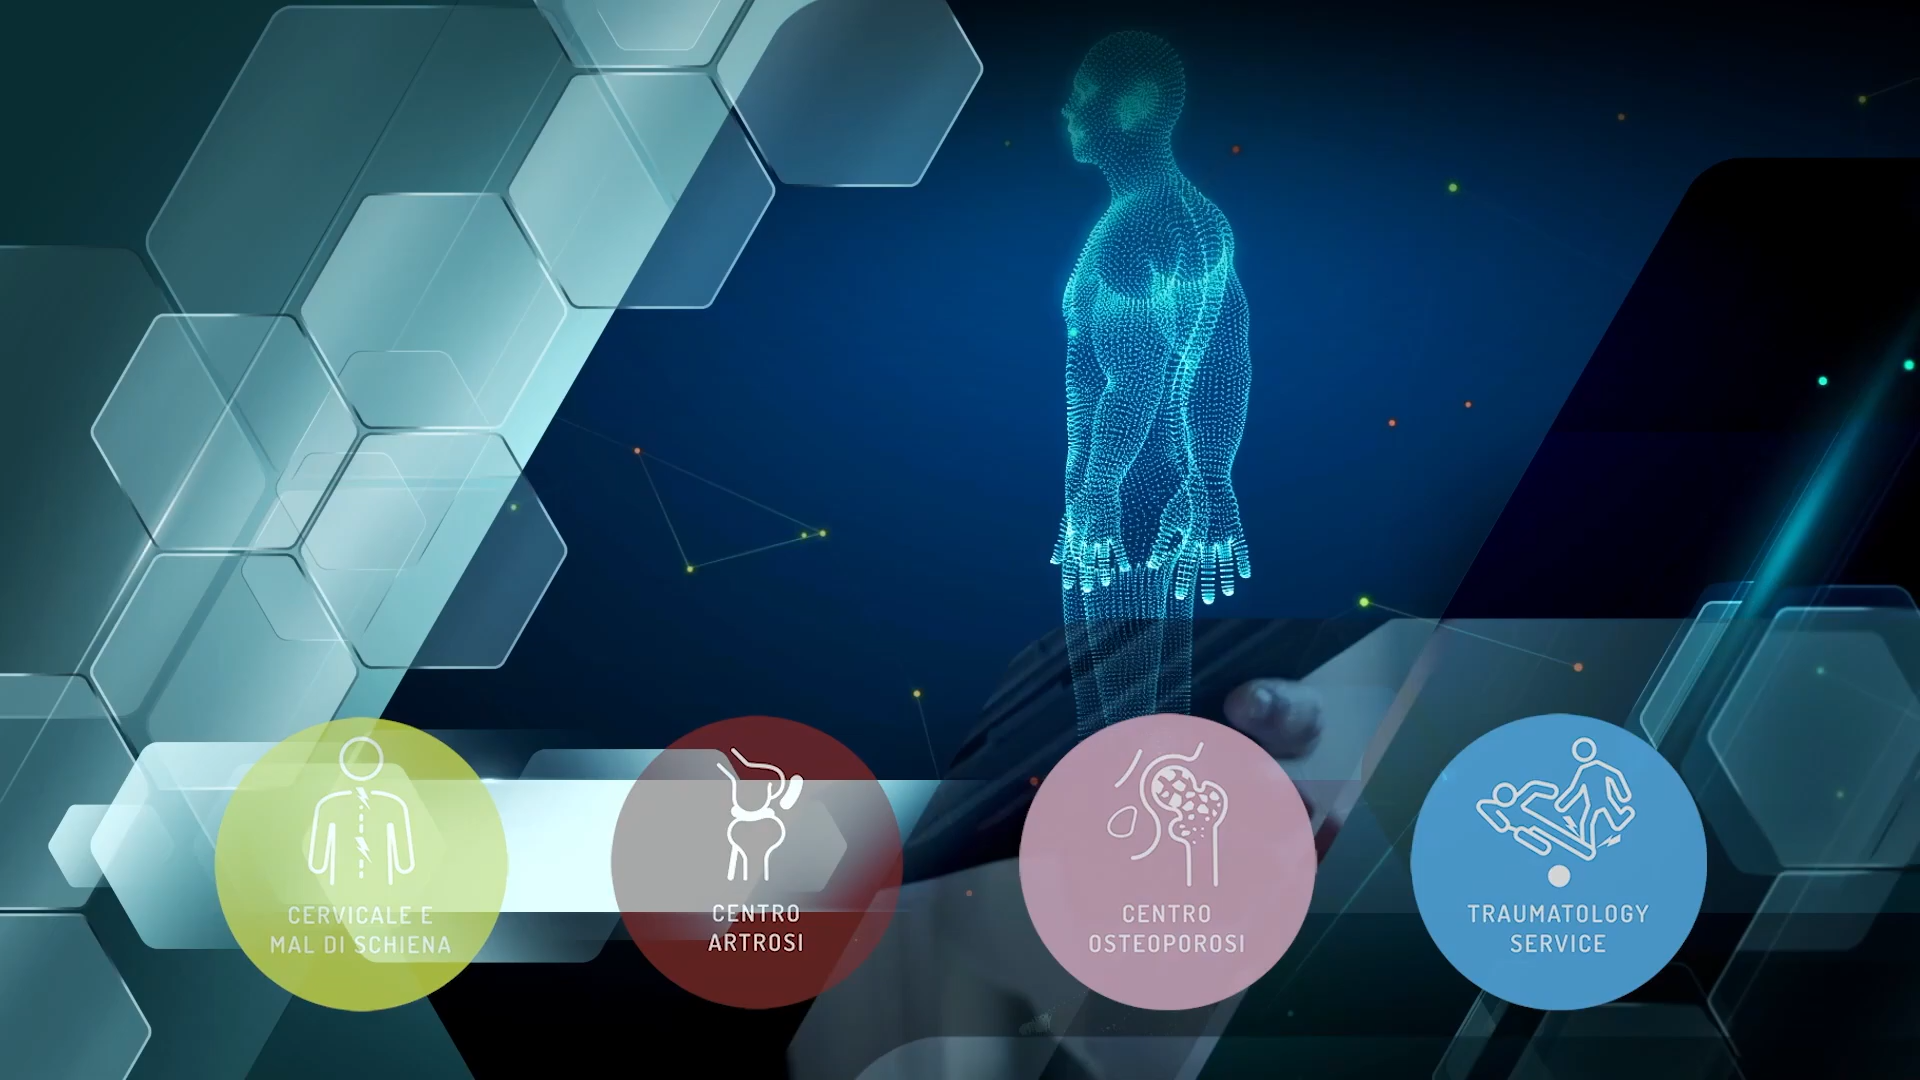 CERVICALE E
MAL DI SCHIENA
CENTRO
ARTROSI
CENTRO
OSTEOPOROSI
TRAUMATOLOGY
SERVICE